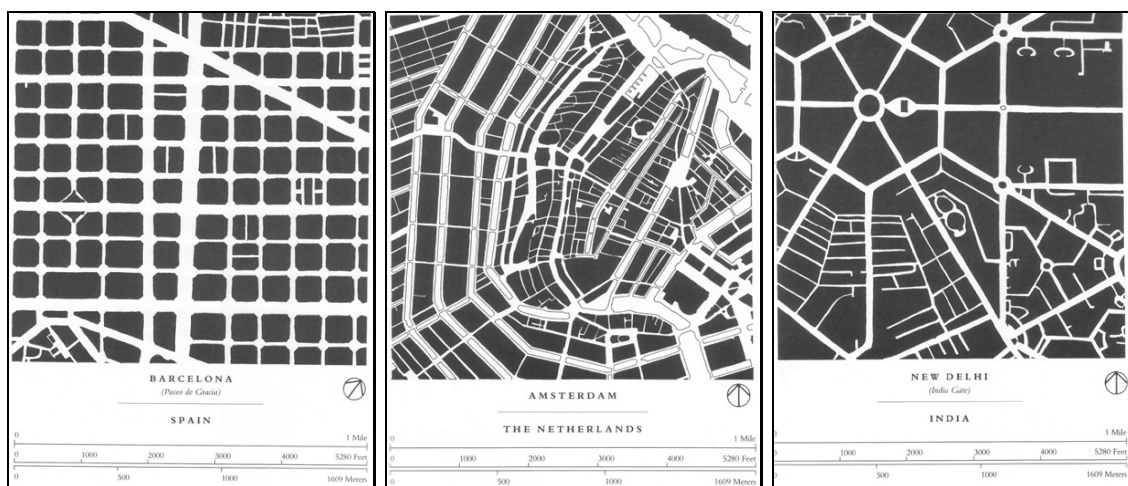 BARCELONA
(Paseo de Gracia)
SPAIN
0 1 Mile
0 1000 2000 3000 4000 5280 Feet
0 500 1000 1609 Meters
AMSTERDAM
THE NETHERLANDS
0 1 Mile
0 1000 2000 3000 4000 5280 Feet
0 500 1000 1609 Meters
NEW DELHI
(India Gate)
INDIA
0 1 Mile
0 1000 2000 3000 4000 5280 Feet
0 500 1000 1609 Meters